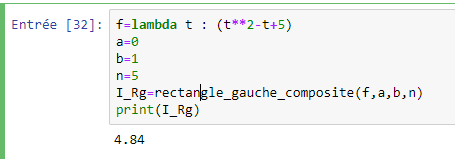 Entrée [32]: f=lambda t : (t**2-t+5)
a=0
b=1
n=5
I_Rg=rectangle_gauche_composite(f,a,b,n)
print(I_Rg)
4.84